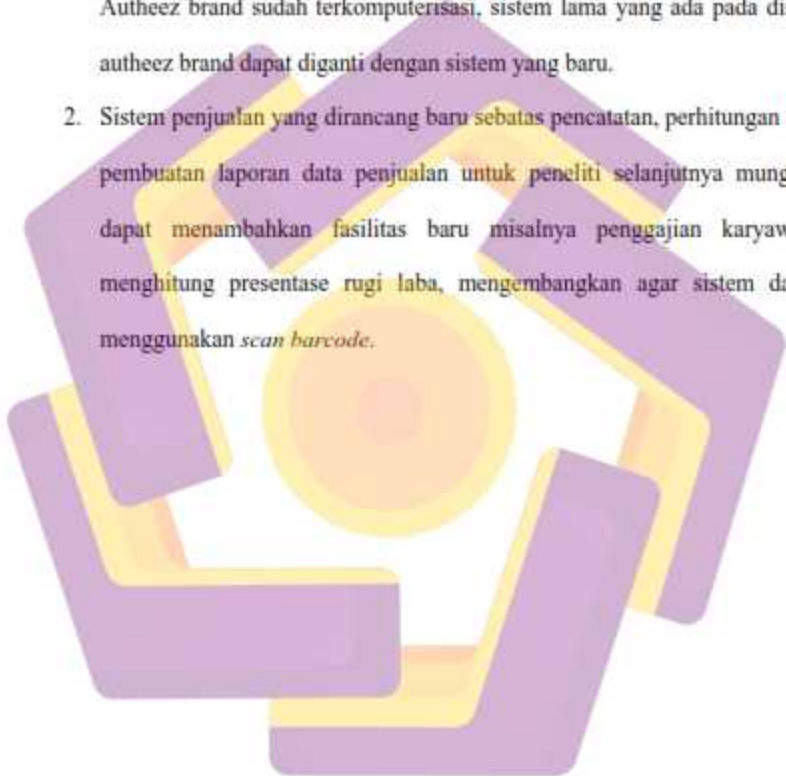 Autheez brand sudah terkomputerisasi, sistem lama yang ada pada
autheez brand dapat diganti dengan sistem yang baru.
2. Sistem penjualan yang dirancang baru sebatas pencatatan, perhitungan
pembuatan laporan data penjualan untuk peneliti selanjutnya
dapat menambahkan fasilitas baru misalnya penggajian
menghitung presentase rugi laba, mengembangkan agar sistem
menggunakan scan barcode.